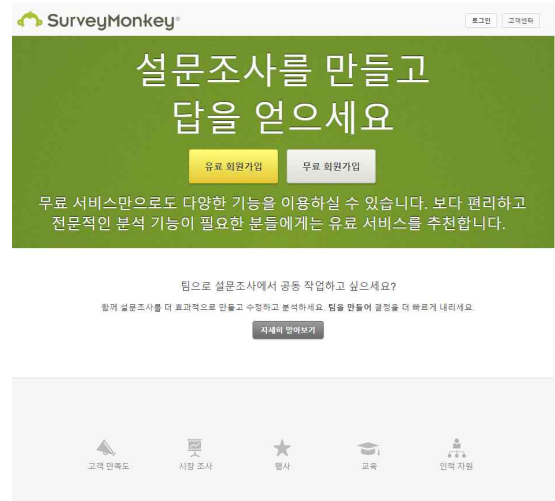 SurveyMonkey®
로그인 고객센터
설문조사를 만들고
답을 얻으세요
유료 회원가입 무료 회원가입
무료 서비스만으로도 다양한 기능을 이용하실 수 있습니다. 보다 편리하고
전문적인 분석 기능이 필요한 분들에게는 유료 서비스를 추천합니다.
팀으로 설문조사에서 공동 작업하고 싶으세요?
함께 설문조사를 더 효과적으로 만들고 수정하고 분석하세요. 팀을 만들어 결정을 더 빠르게 내리세요.
자세히 알아보기
고객 만족도 시장 조사 행사 교육 인적 자원